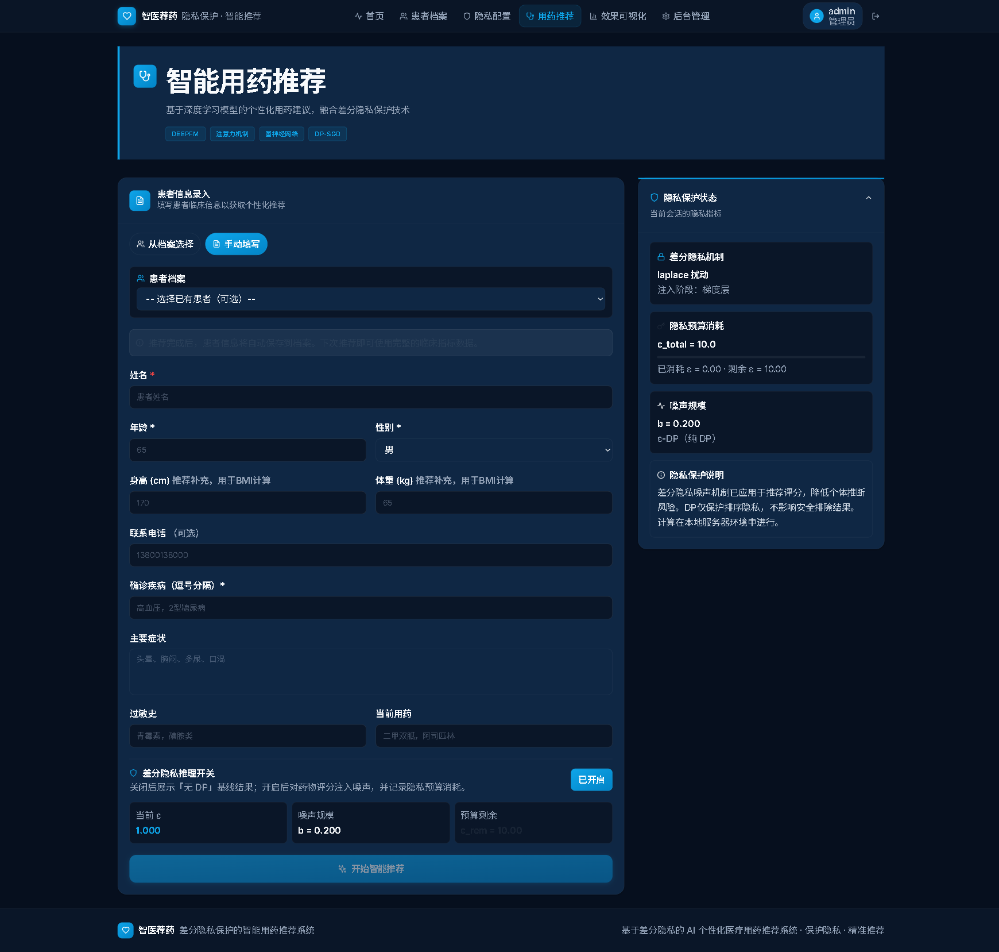 智医荐药 隐私保护 · 智能推荐
首页
患者档案
隐私配置
用药推荐
效果可视化
后台管理
admin
管理员
智能用药推荐
基于深度学习模型的个性化用药建议，融合差分隐私保护技术
DEEPFM
注意力机制
图神经网络
DP-SGD
患者信息录入
填写患者临床信息以获取个性化推荐
从档案选择
手动填写
患者档案
-- 选择已有患者（可选）--
推荐完成后，患者信息将自动保存到档案。下次推荐即可使用完整的临床指标数据。
姓名 *
患者姓名
年龄 *
性别 *
65
男
身高 (cm) 推荐补充，用于BMI计算
体重 (kg) 推荐补充，用于BMI计算
170
65
联系电话 （可选）
13800138000
确诊疾病（逗号分隔）*
高血压，2型糖尿病
主要症状
头晕、胸闷、多尿、口渴
过敏史
当前用药
青霉素，磺胺类
二甲双胍，阿司匹林
差分隐私推理开关
关闭后展示「无 DP」基线结果；开启后对药物评分注入噪声，并记录隐私预算消耗。
已开启
当前 ε
1.000
噪声规模
b = 0.200
预算剩余
ε_rem = 10.00
开始智能推荐
隐私保护状态
当前会话的隐私指标
差分隐私机制
laplace 扰动
注入阶段：梯度层
隐私预算消耗
ε_total = 10.0
已消耗 ε = 0.00 · 剩余 ε = 10.00
噪声规模
b = 0.200
ε-DP（纯 DP）
隐私保护说明
差分隐私噪声机制已应用于推荐评分，降低个体推断
风险。DP仅保护排序隐私，不影响安全排除结果。
计算在本地服务器环境中进行。
智医荐药 差分隐私保护的智能用药推荐系统
基于差分隐私的 AI 个性化医疗用药推荐系统 · 保护隐私 · 精准推荐